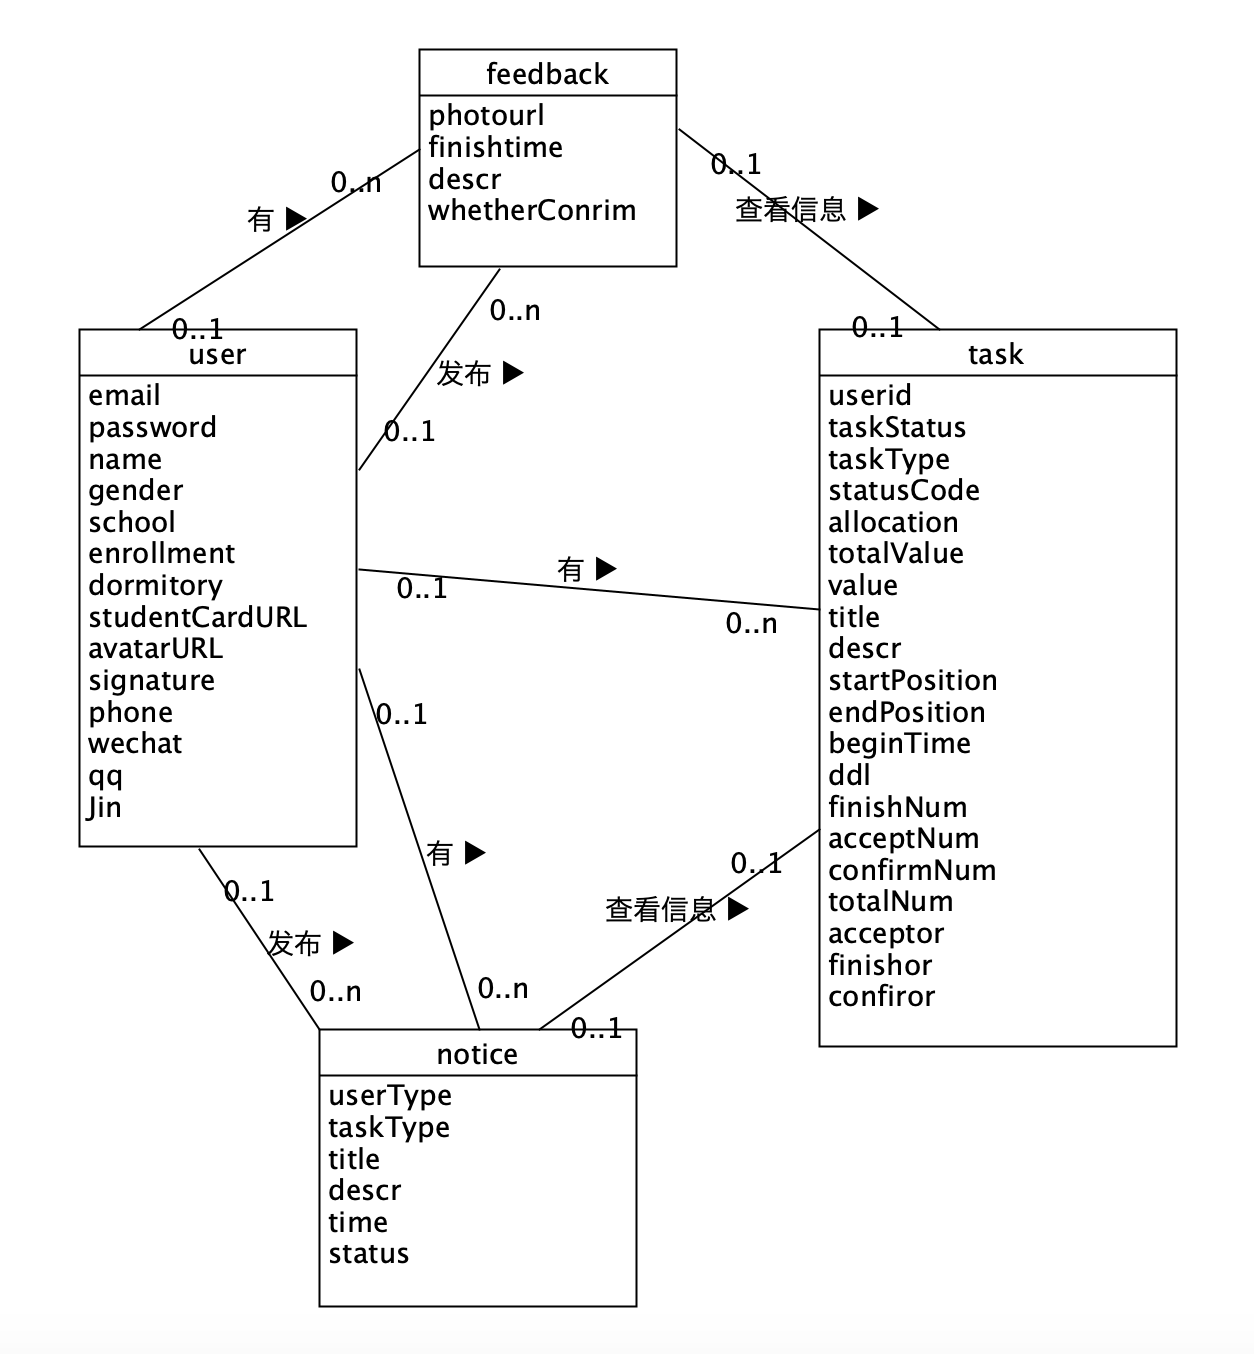 feedback
photourl
finishtime
descr
whetherConrim
0..n
有 ▶
0..1
0..1
查看信息 ▶
0..1
0..n
发布 ▶
0..1
user
email
password
name
gender
school
enrollment
dormitory
studentCardURL
avatarURL
signature
phone
wechat
qq
Jin
task
userid
taskStatus
taskType
statusCode
allocation
totalValue
value
title
descr
startPosition
endPosition
beginTime
ddl
finishNum
acceptNum
confirmNum
totalNum
acceptor
finishor
confiror
有 ▶
0..1
0..n
0..1
有 ▶
0..n
0..1
查看信息 ▶
0..1
0..1
发布 ▶
0..n
notice
userType
taskType
title
descr
time
status